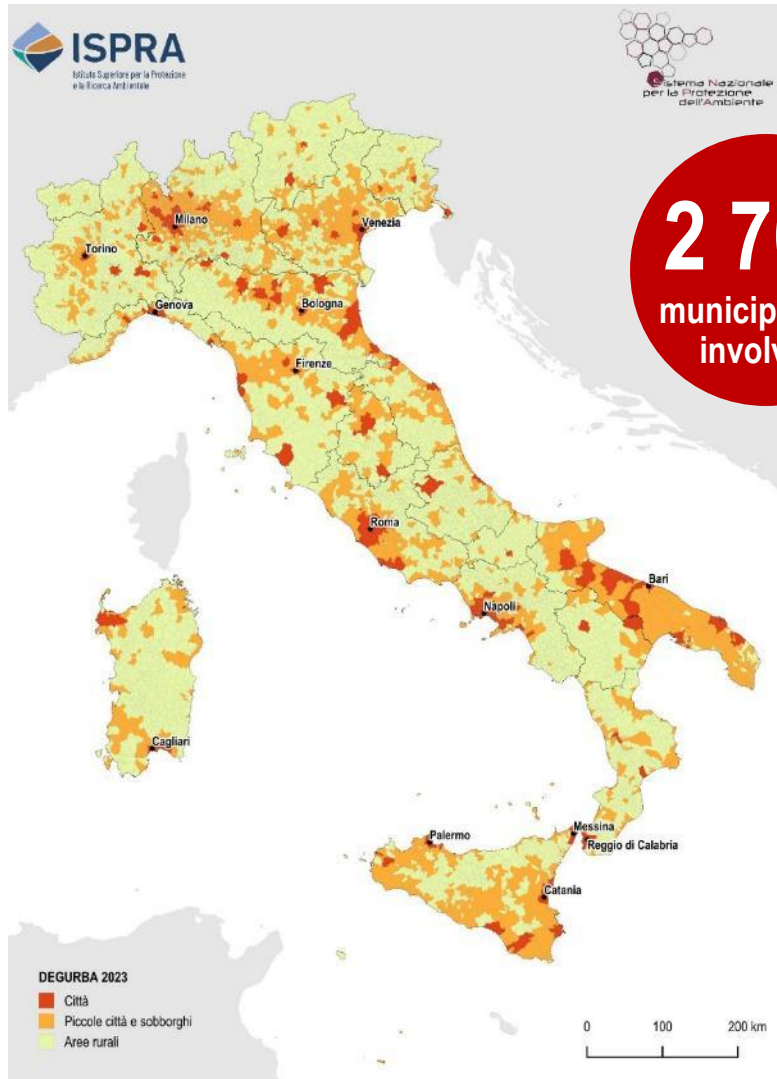 ISPRA
Istituto Superiore per la Protezione
e la Ricerca Ambientale
Sistema Nazionale
per la Protezione
dell'Ambiente
2 7
municip
involv
Milano
Venezia
Torino
Genova
Bologna
Firenze
Roma
Bari
Napoli
Cagliari
Messina
Palermo
Reggio di Calabria
Catania
DEGURBA 2023
Città
Piccole città e sobborghi
Aree rurali
0 100 200 km